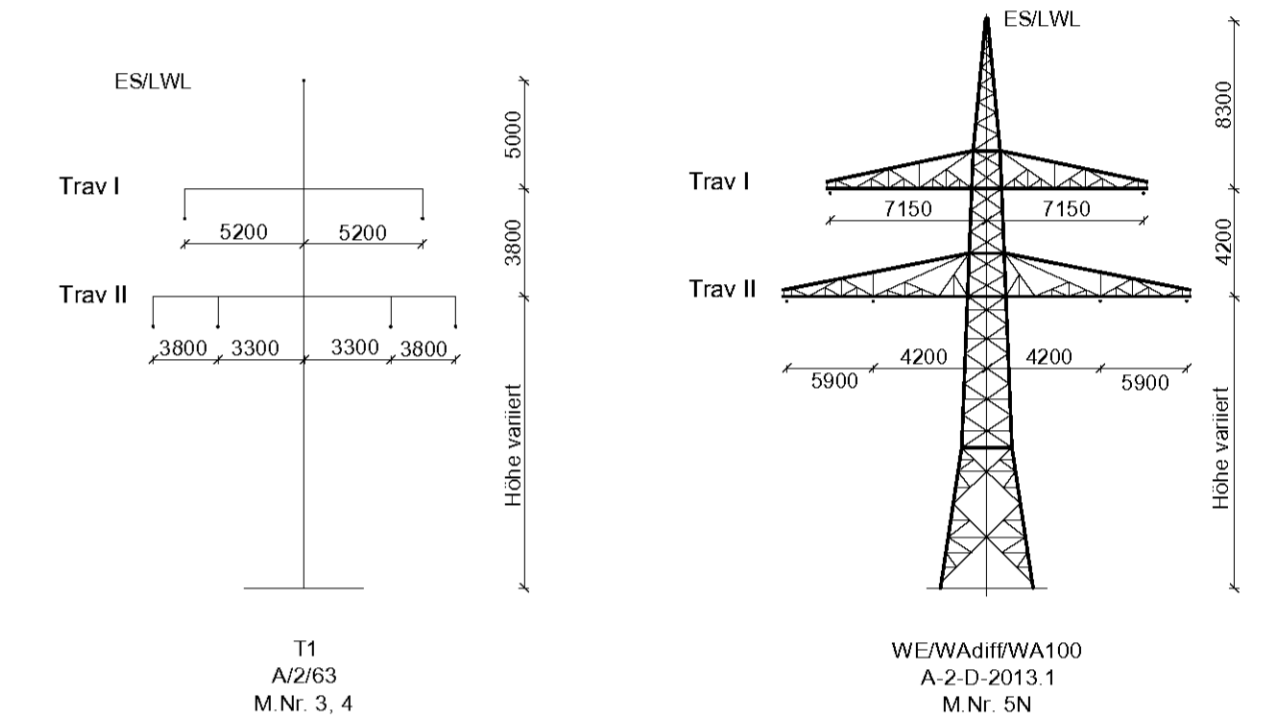 ES/LWL
5000
Trav I
5200 5200
3800
Trav II
3800 3300 3300 3800
Höhe variiert
T1
A/2/63
M.Nr. 3, 4
ES/LWL
8300
Trav I
7150 7150
4200
Trav II
4200 4200
5900 5900
Höhe variiert
WE/WAdiff/WA100
A-2-D-2013.1
M.Nr. 5N